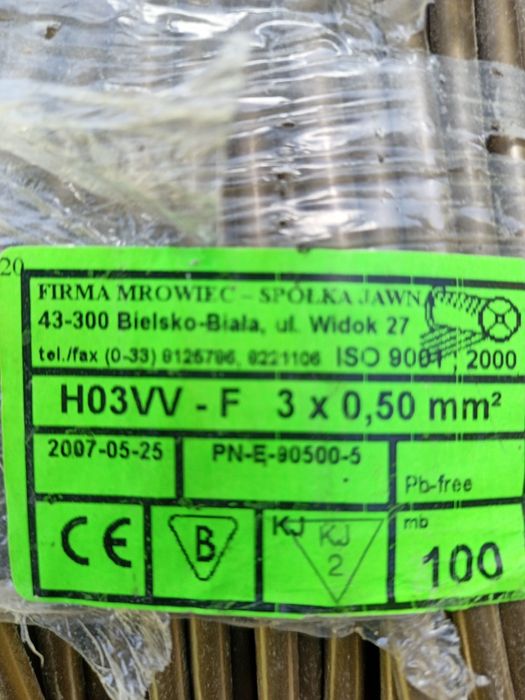 20
FIRMA MROWIEC – SPÓŁKA JAWNA
43-300 Bielsko-Biała, ul. Widok 27
tel./fax (0-33) 8125796, 8221106 ISO 9001 ; 2000
H03VV - F 3 x 0,50 mm²
2007-05-25 PN-E-90500-5 Pb-free
CE B KJ KJ 2 mb 100